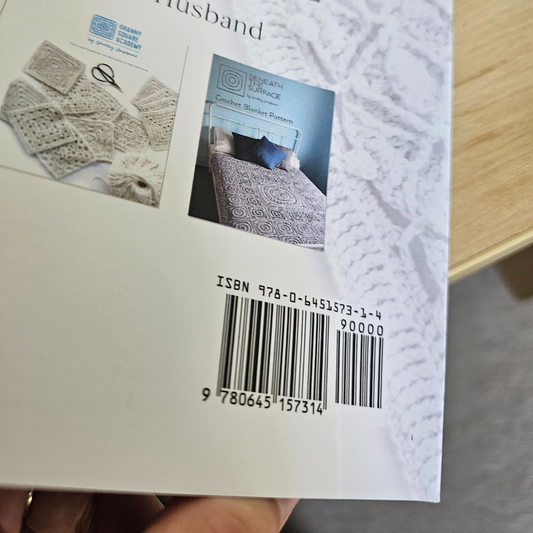 Husband
GRANNY
SQUARE
ACADEMY
BENEATH
THE
SURFACE
Crochet Blanket Pattern
ISBN 978-0-6451573-1-4
90000
9 780645 157314